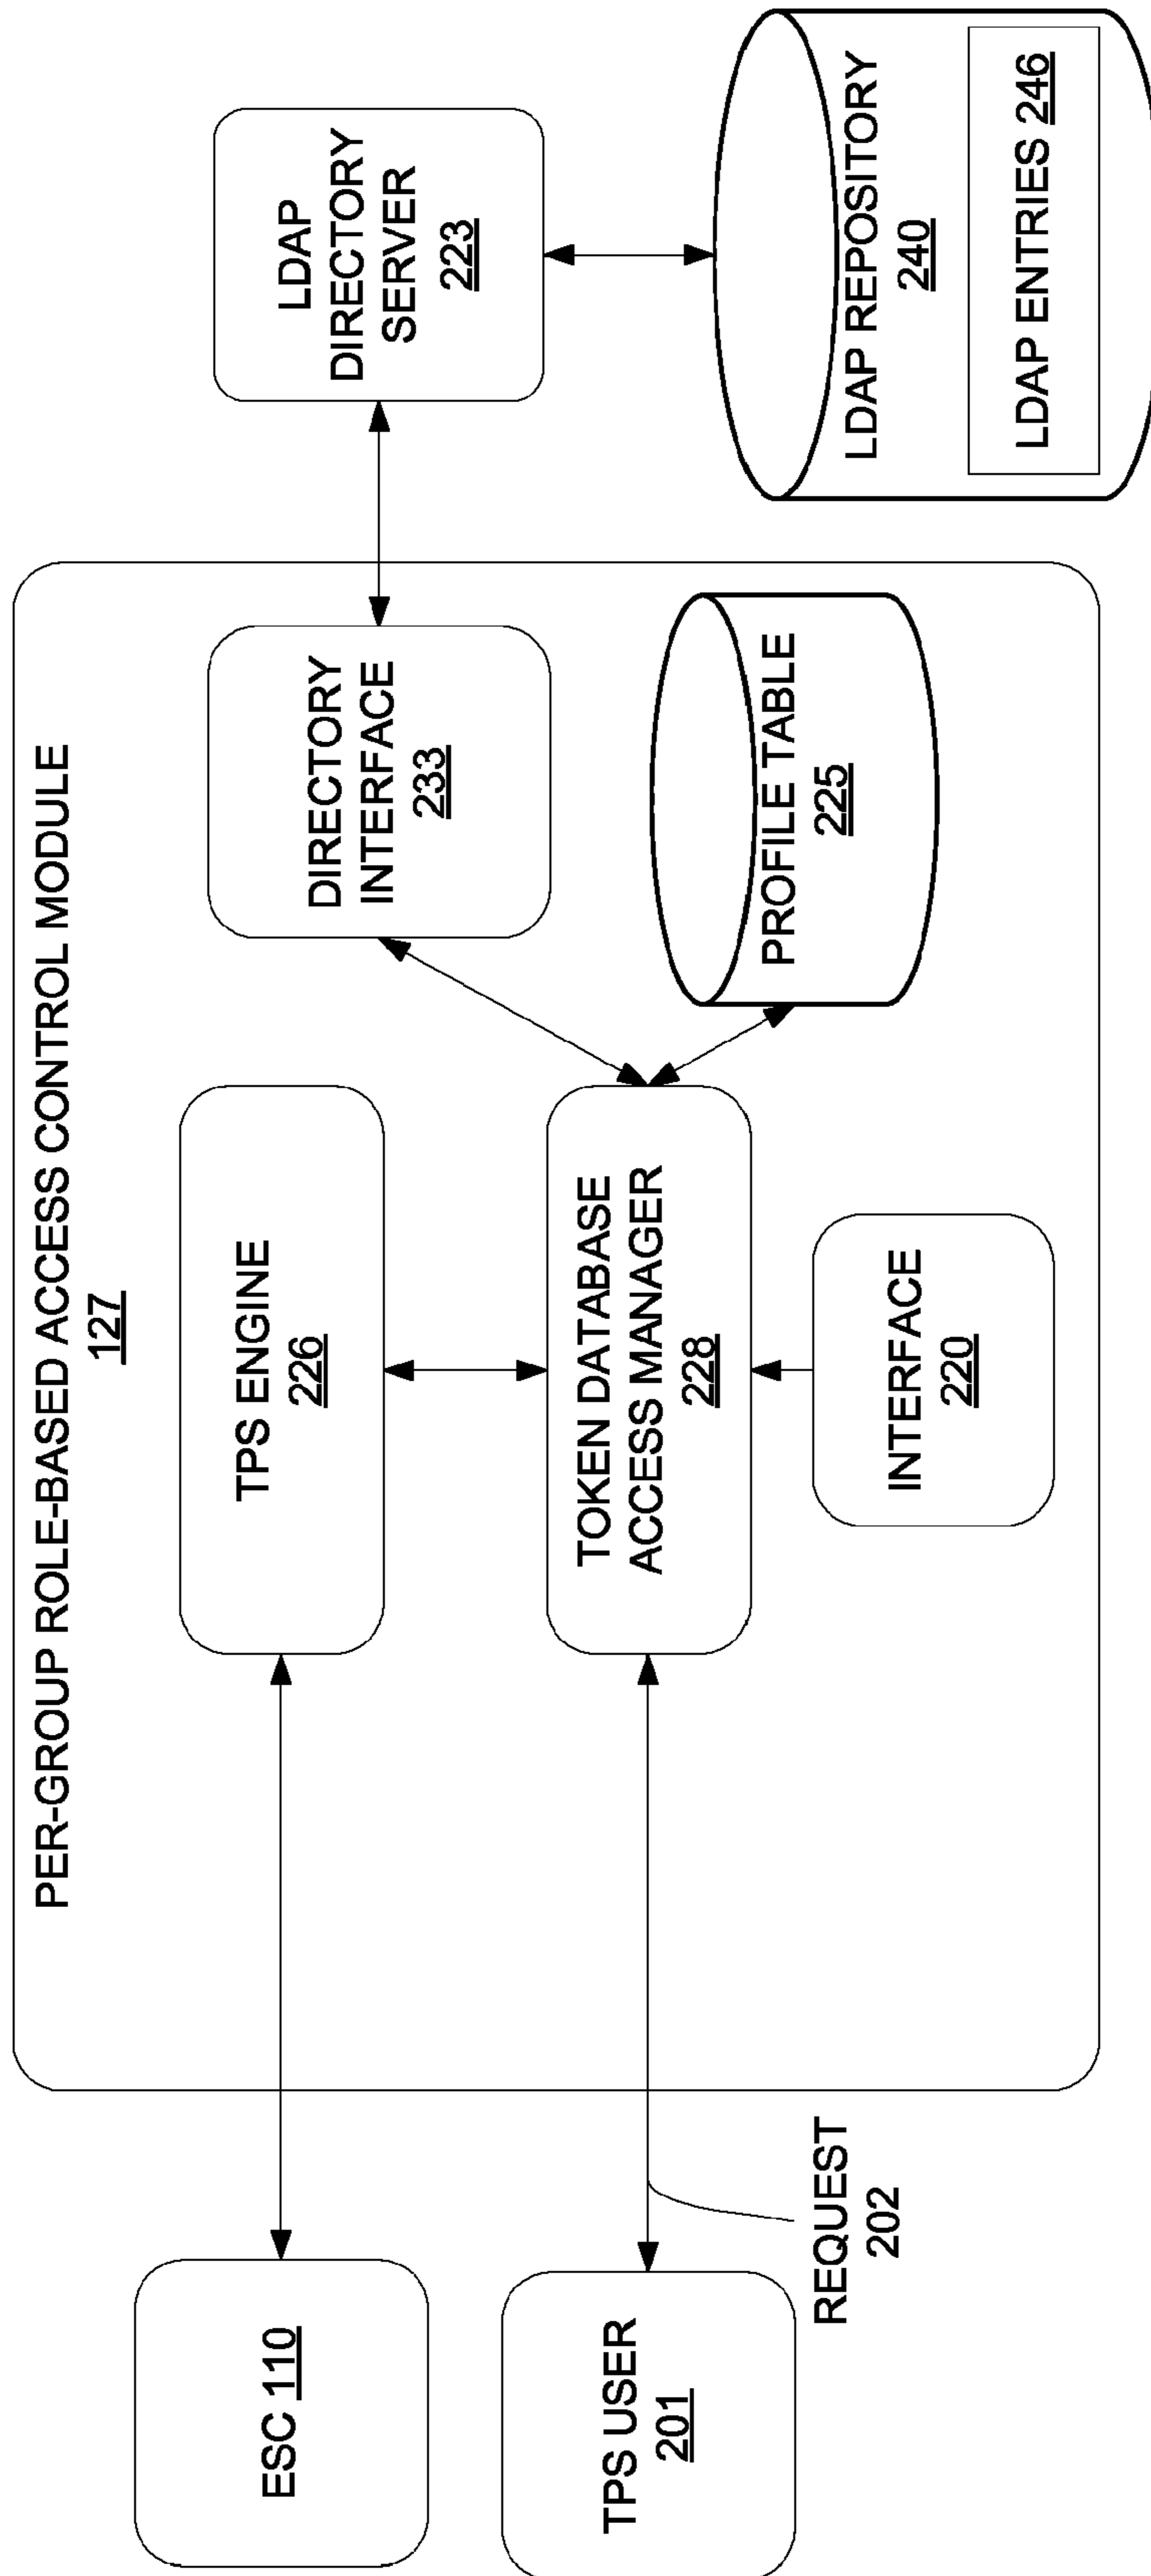 PER-GROUP ROLE-BASED ACCESS CONTROL MODULE
127
ESC 110
TPS USER
201
REQUEST
202
TPS ENGINE
226
TOKEN DATABASE
ACCESS MANAGER
228
INTERFACE
220
DIRECTORY
INTERFACE
233
PROFILE TABLE
225
LDAP
DIRECTORY
SERVER
223
LDAP REPOSITORY
240
LDAP ENTRIES 246